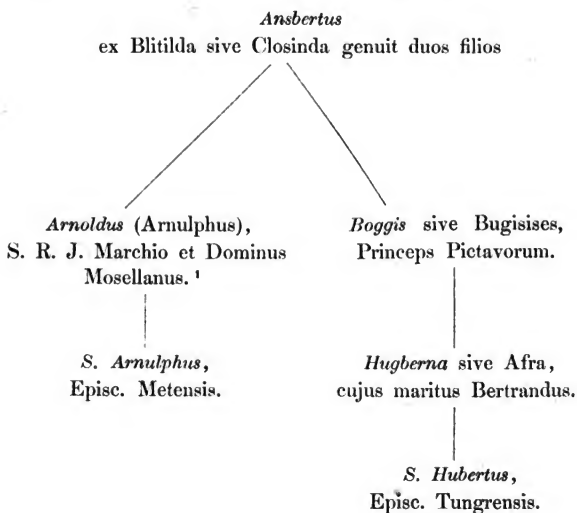 Ansbertus
ex Blitilda sive Closinda genuit duos filios
Arnoldus (Arnulphus),
S. R. J. Marchio et Dominus
Mosellanus. ¹
S. Arnulphus,
Episc. Metensis.
Boggis sive Bugisises,
Princeps Pictavorum.
Hugberna sive Afra,
cujus maritus Bertrandus.
S. Hubertus,
Episc. Tungrensis.